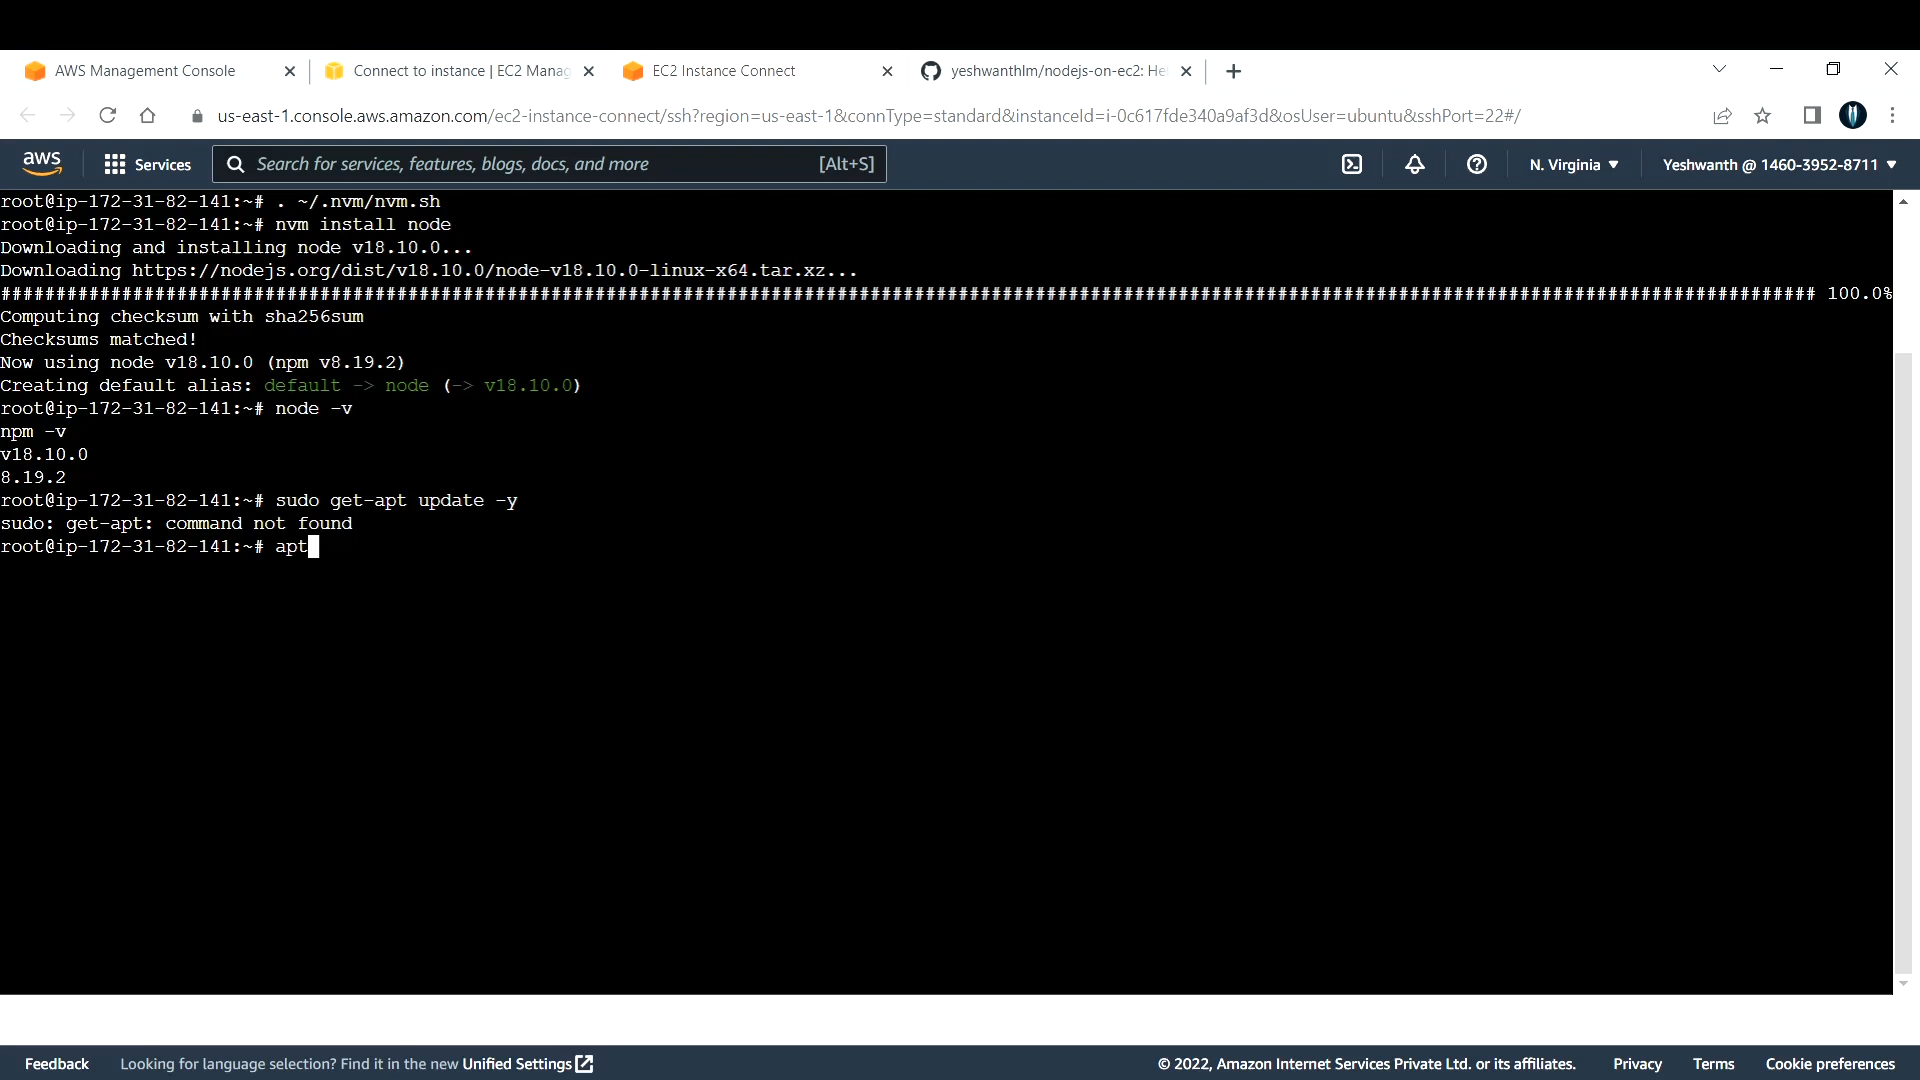 AWS Management Console
Connect to instance | EC2 Manag
EC2 Instance Connect
yeshwanthlm/nodejs-on-ec2: He
us-east-1.console.aws.amazon.com/ec2-instance-connect/ssh?region=us-east-1&connType=standard&instanceId=i-0c617fde340a9af3d&osUser=ubuntu&sshPort=22#/
aws
Services
Search for services, features, blogs, docs, and more
[Alt+S]
N. Virginia
Yeshwanth @ 1460-3952-8711
root@ip-172-31-82-141:~# . ~/.nvm/nvm.sh
root@ip-172-31-82-141:~# nvm install node
Downloading and installing node v18.10.0...
Downloading https://nodejs.org/dist/v18.10.0/node-v18.10.0-linux-x64.tar.xz...
##################################################################################################################################################################### 100.0%
Computing checksum with sha256sum
Checksums matched!
Now using node v18.10.0 (npm v8.19.2)
Creating default alias: default -> node (-> v18.10.0)
root@ip-172-31-82-141:~# node -v
npm -v
v18.10.0
8.19.2
root@ip-172-31-82-141:~# sudo get-apt update -y
sudo: get-apt: command not found
root@ip-172-31-82-141:~# apt
Feedback
Looking for language selection? Find it in the new Unified Settings
© 2022, Amazon Internet Services Private Ltd. or its affiliates.
Privacy
Terms
Cookie preferences